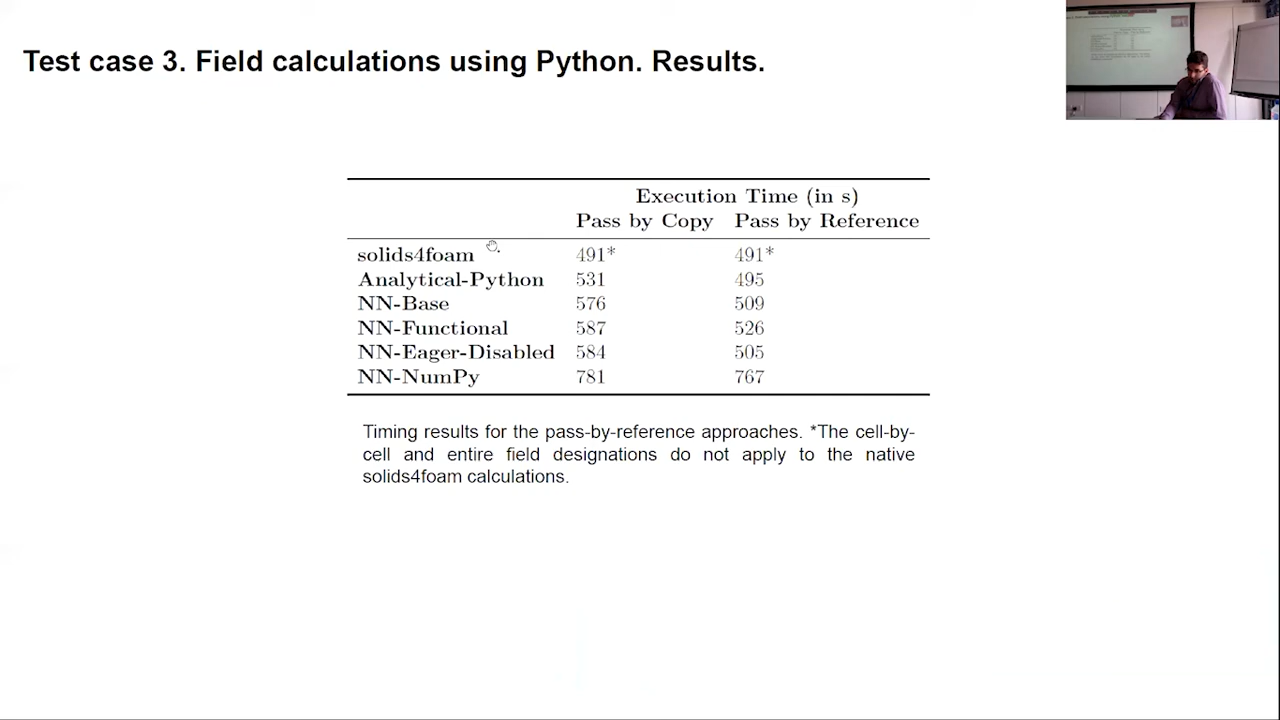 Test case 3. Field calculations using Python. Results.
Execution Time (in s)
Pass by Copy Pass by Reference
solids4foam 491* 491*
Analytical-Python 531 495
NN-Base 576 509
NN-Functional 587 526
NN-Eager-Disabled 584 505
NN-NumPy 781 767
Timing results for the pass-by-reference approaches. *The cell-by-
cell and entire field designations do not apply to the native
solids4foam calculations.